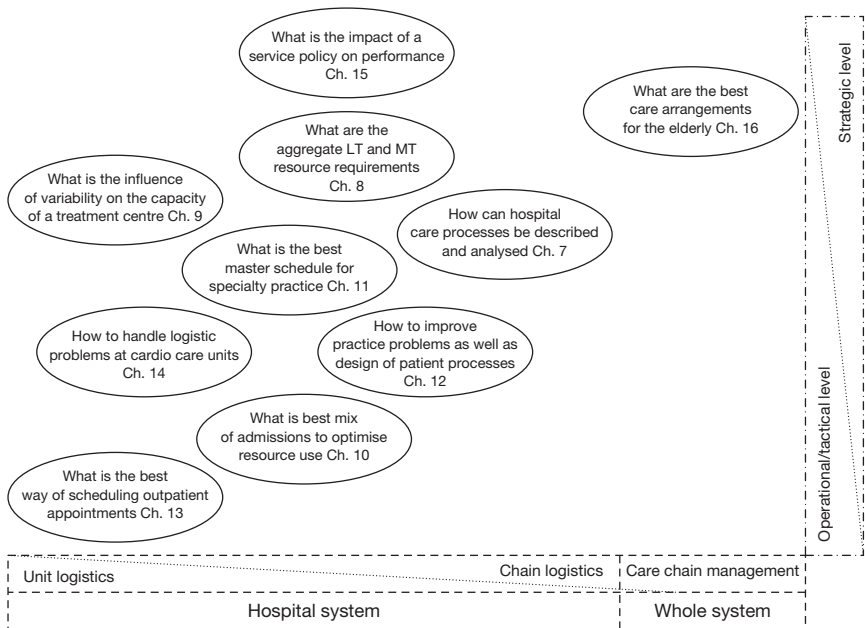 What is the impact of a
service policy on performance
Ch. 15
What are the best
care arrangements
for the elderly Ch. 16
What are the
aggregate LT and MT
resource requirements
Ch. 8
What is the influence
of variability on the capacity
of a treatment centre Ch. 9
How can hospital
care processes be described
and analysed Ch. 7
What is the best
master schedule for
specialty practice Ch. 11
How to handle logistic
problems at cardio care units
Ch. 14
How to improve
practice problems as well as
design of patient processes
Ch. 12
What is best mix
of admissions to optimise
resource use Ch. 10
What is the best
way of scheduling outpatient
appointments Ch. 13
Strategic level
Operational/tactical level
Unit logistics
Chain logistics
Care chain management
Hospital system
Whole system